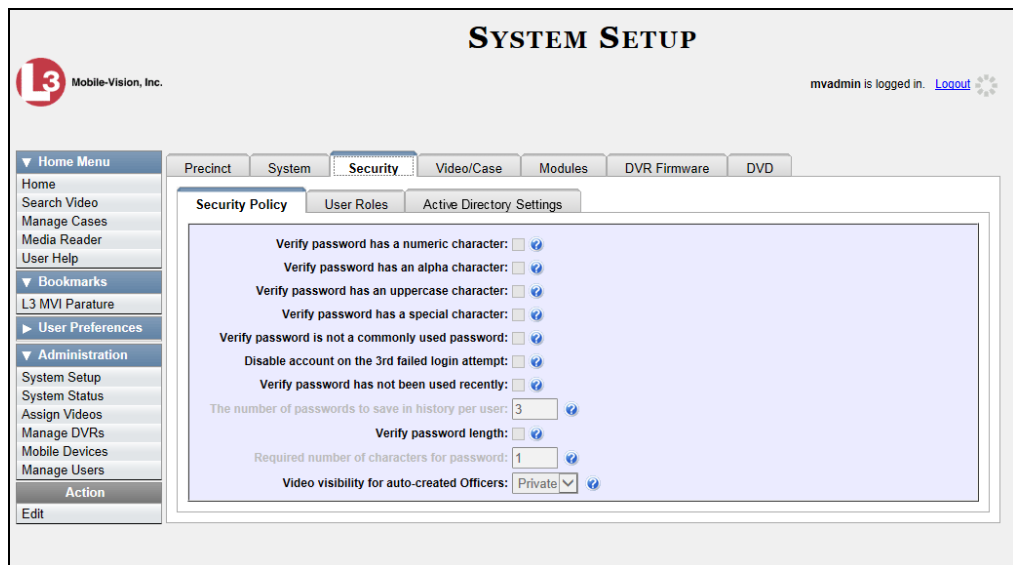 SYSTEM SETUP
L3 Mobile-Vision, Inc.
mvadmin is logged in. Logout
Home Menu
Home
Search Video
Manage Cases
Media Reader
User Help
Bookmarks
L3 MVI Parature
User Preferences
Administration
System Setup
System Status
Assign Videos
Manage DVRs
Mobile Devices
Manage Users
Action
Edit
Precinct System Security Video/Case Modules DVR Firmware DVD
Security Policy User Roles Active Directory Settings
Verify password has a numeric character: ?
Verify password has an alpha character: ?
Verify password has an uppercase character: ?
Verify password has a special character: ?
Verify password is not a commonly used password: ?
Disable account on the 3rd failed login attempt: ?
Verify password has not been used recently: ?
The number of passwords to save in history per user: 3 ?
Verify password length: ?
Required number of characters for password: 1 ?
Video visibility for auto-created Officers: Private ?